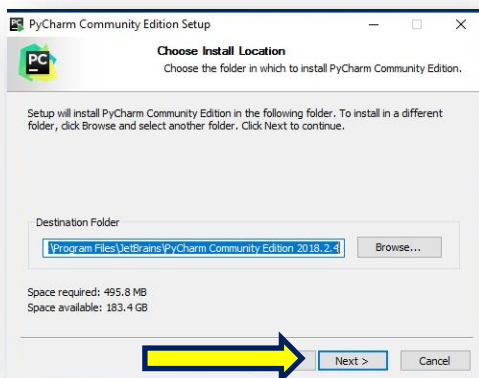 PyCharm Community Edition Setup
PC
Choose Install Location
Choose the folder in which to install PyCharm Community Edition.
Setup will install PyCharm Community Edition in the following folder. To install in a different
folder, click Browse and select another folder. Click Next to continue.
Destination Folder
\Program Files\JetBrains\PyCharm Community Edition 2018.2.4
Browse...
Space required: 495.8 MB
Space available: 183.4 GB
Next >
Cancel